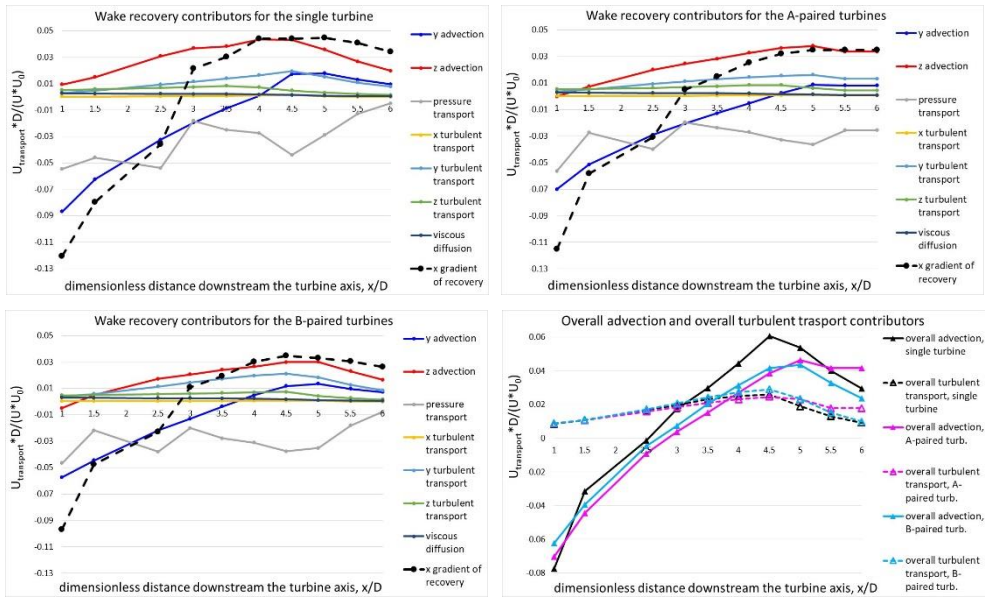 Wake recovery contributors for the single turbine
0.05
0.03
0.01
-0.01
-0.03
-0.05
-0.07
-0.09
-0.11
-0.13
U_transport*D/(U*U_0)
1
1.5
2
2.5
3
3.5
4
4.5
5
5.5
6
dimensionless distance downstream the turbine axis, x/D
y advection
z advection
pressure
transport
x turbulent
transport
y turbulent
transport
z turbulent
transport
viscous
diffusion
x gradient
of recovery
Wake recovery contributors for the A-paired turbines
0.05
0.03
0.01
-0.01
-0.03
-0.05
-0.07
-0.09
-0.11
-0.13
U_transport*D/(U*U_0)
1
1.5
2
2.5
3
3.5
4
4.5
5
5.5
6
dimensionless distance downstream the turbine axis, x/D
y advection
z advection
pressure
transport
x turbulent
transport
y turbulent
transport
z turbulent
transport
viscous
diffusion
x gradient of
recovery
Wake recovery contributors for the B-paired turbines
0.05
0.03
0.01
-0.01
-0.03
-0.05
-0.07
-0.09
-0.11
-0.13
U_transport*D/(U*U_0)
1
1.5
2
2.5
3
3.5
4
4.5
5
5.5
6
dimensionless distance downstream the turbine axis, x/D
y advection
z advection
pressure
transport
x turbulent
transport
y turbulent
transport
z turbulent
transport
viscous
diffusion
x gradient of
recovery
Overall advection and overall turbulent trasport contributors
0.06
0.04
0.02
0
-0.02
-0.04
-0.06
-0.08
U_transport*D/(U*U_0)
1
1.5
2
2.5
3
3.5
4
4.5
5
5.5
6
dimensionless distance downstream the turbine axis, x/D
overall advection,
single turbine
overall turbulent
transport, single
turbine
overall advection,
A-paired turb.
overall turbulent
transport, A-
paired turb.
overall advection,
B-paired turb.
overall turbulent
transport, B-
paired turb.